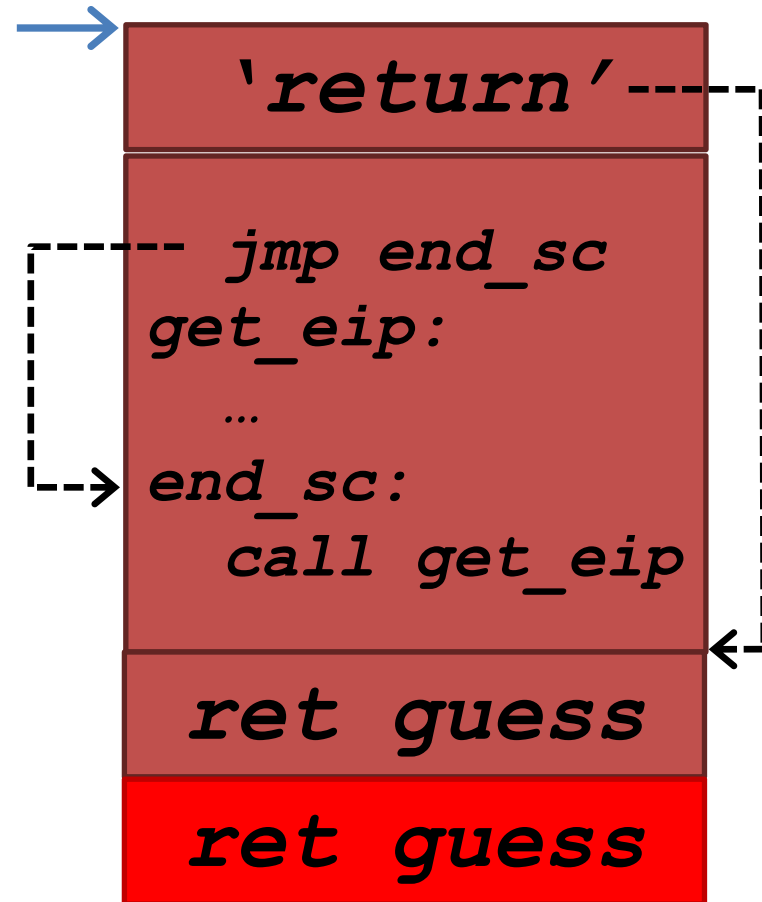 ‘return’
jmp end_sc
get_eip:
…
end_sc:
call get_eip
ret guess
ret guess